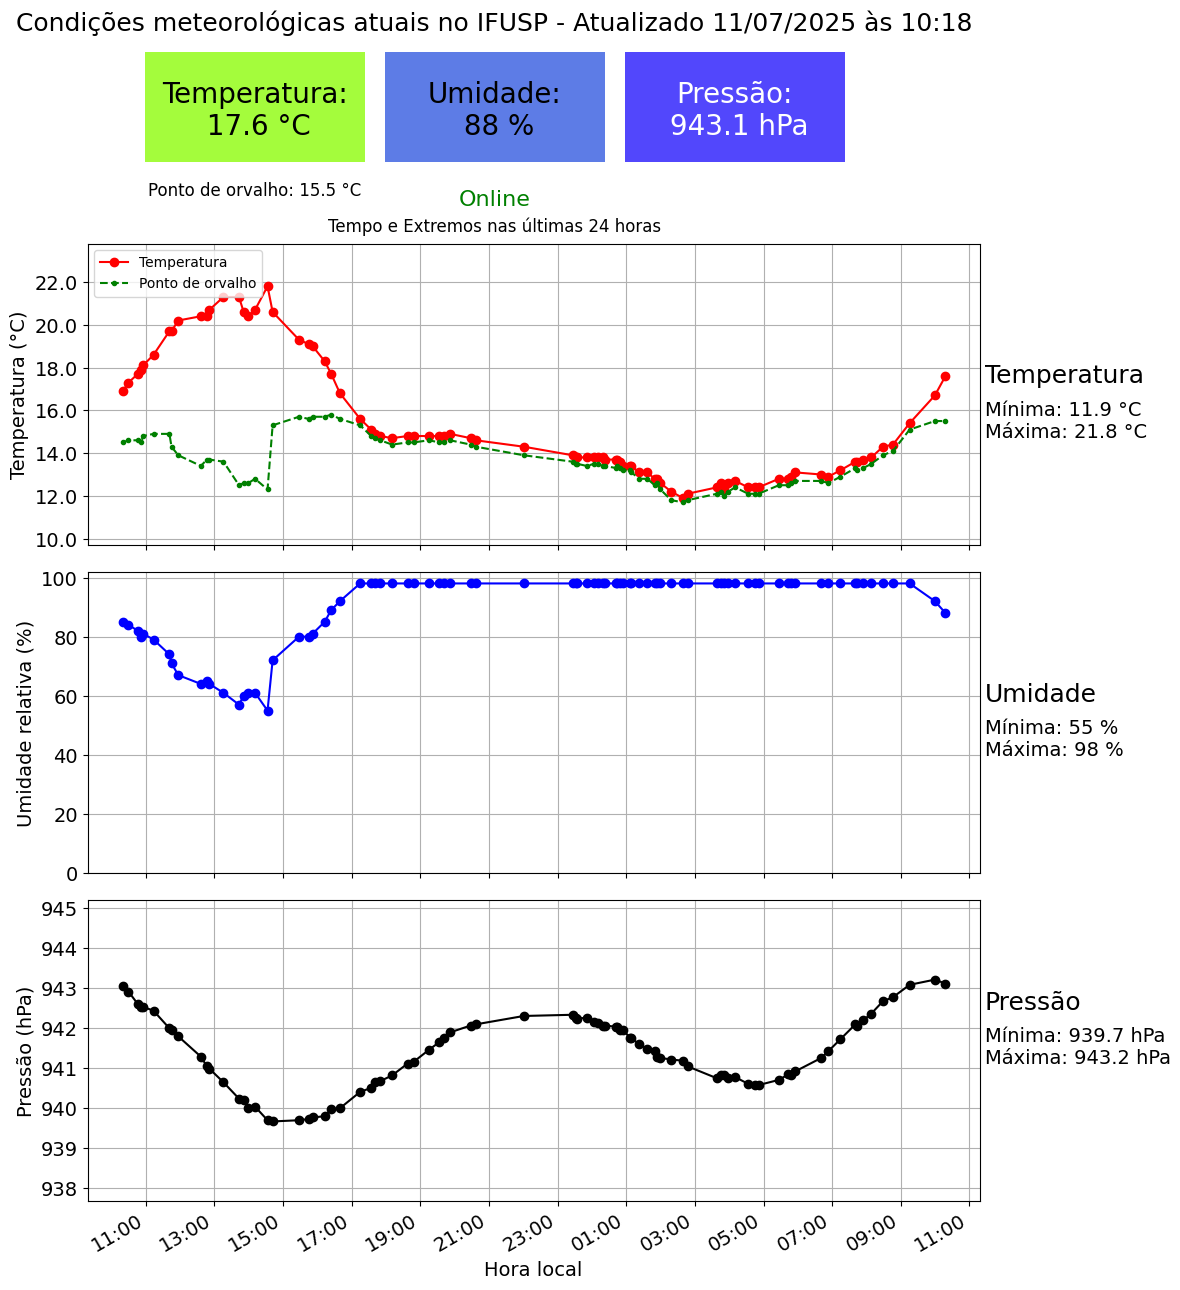 Condições meteorológicas atuais no IFUSP - Atualizado 11/07/2025 às 10:18
Temperatura:
17.6 °C
Umidade:
88 %
Pressão:
943.1 hPa
Ponto de orvalho: 15.5 °C
Online
Tempo e Extremos nas últimas 24 horas
Temperatura
Ponto de orvalho
Temperatura (°C)
22.0
20.0
18.0
16.0
14.0
12.0
10.0
Temperatura
Mínima: 11.9 °C
Máxima: 21.8 °C
Umidade relativa (%)
100
80
60
40
20
0
Umidade
Mínima: 55 %
Máxima: 98 %
Pressão (hPa)
945
944
943
942
941
940
939
938
Pressão
Mínima: 939.7 hPa
Máxima: 943.2 hPa
11:00 13:00 15:00 17:00 19:00 21:00 23:00 01:00 03:00 05:00 07:00 09:00 11:00
Hora local